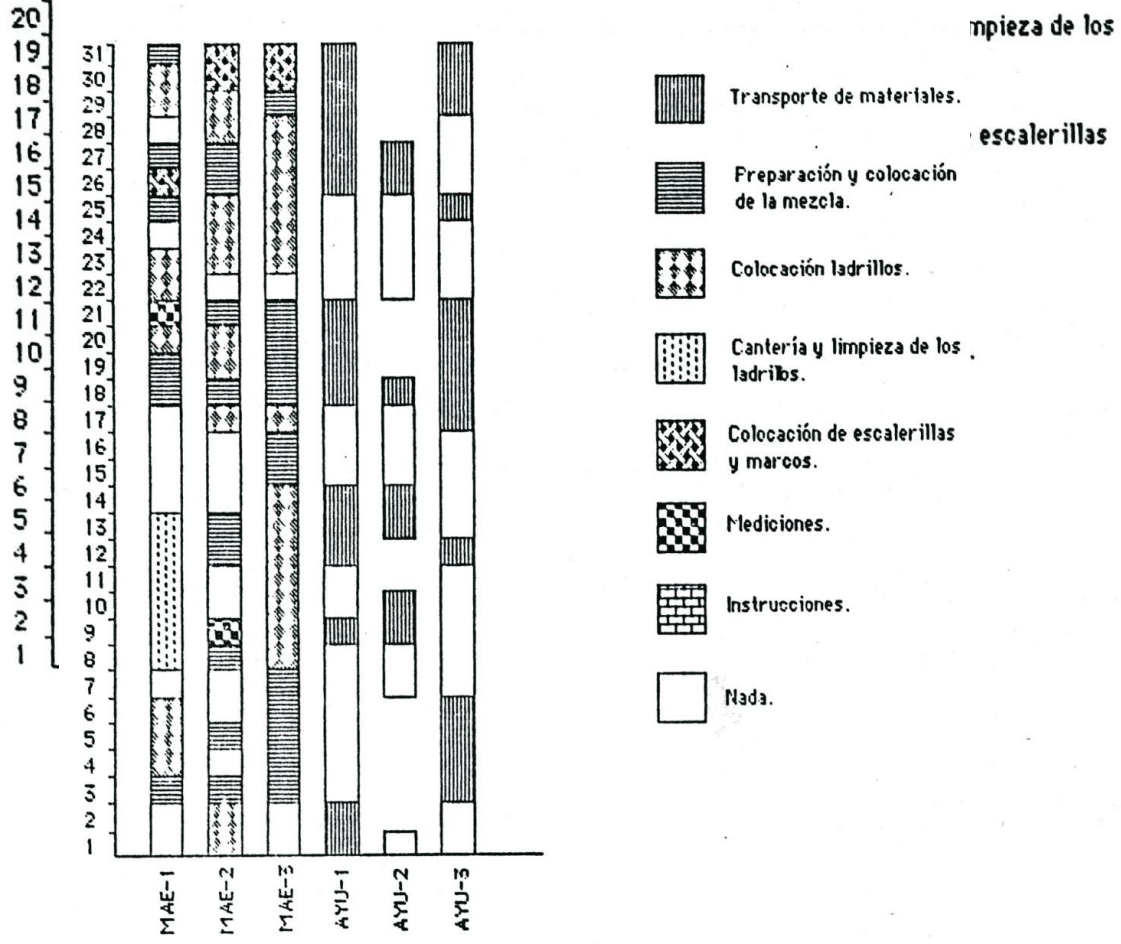 20
19
18
17
16
15
14
13
12
11
10
9
8
7
6
5
4
3
2
1
31
30
29
28
27
26
25
24
23
22
21
20
19
18
17
16
15
14
13
12
11
10
9
8
7
6
5
4
3
2
1
MAE-1
MAE-2
MAE-3
AYU-1
AYU-2
AYU-3
mpieza de los
escalerillas
Transporte de materiales.
Preparación y colocación
de la mezcla.
Colocación ladrillos.
Cantería y limpieza de los
ladrillos.
Colocación de escalerillas
y marcos.
Mediciones.
Instrucciones.
Nada.